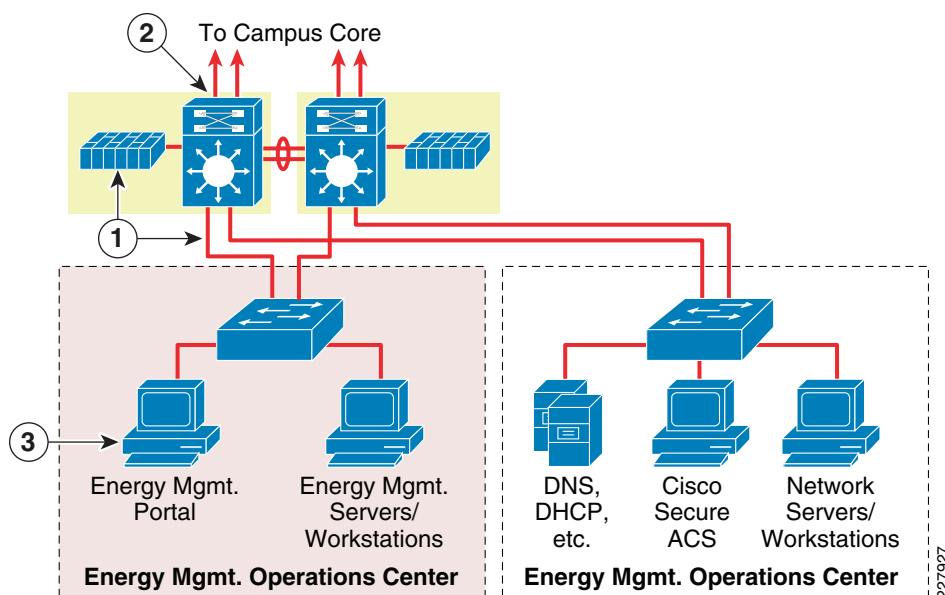 2
To Campus Core
1
3
Energy Mgmt.
Portal
Energy Mgmt.
Servers/
Workstations
Energy Mgmt. Operations Center
DNS,
DHCP,
etc.
Cisco
Secure
ACS
Network
Servers/
Workstations
Energy Mgmt. Operations Center
227927